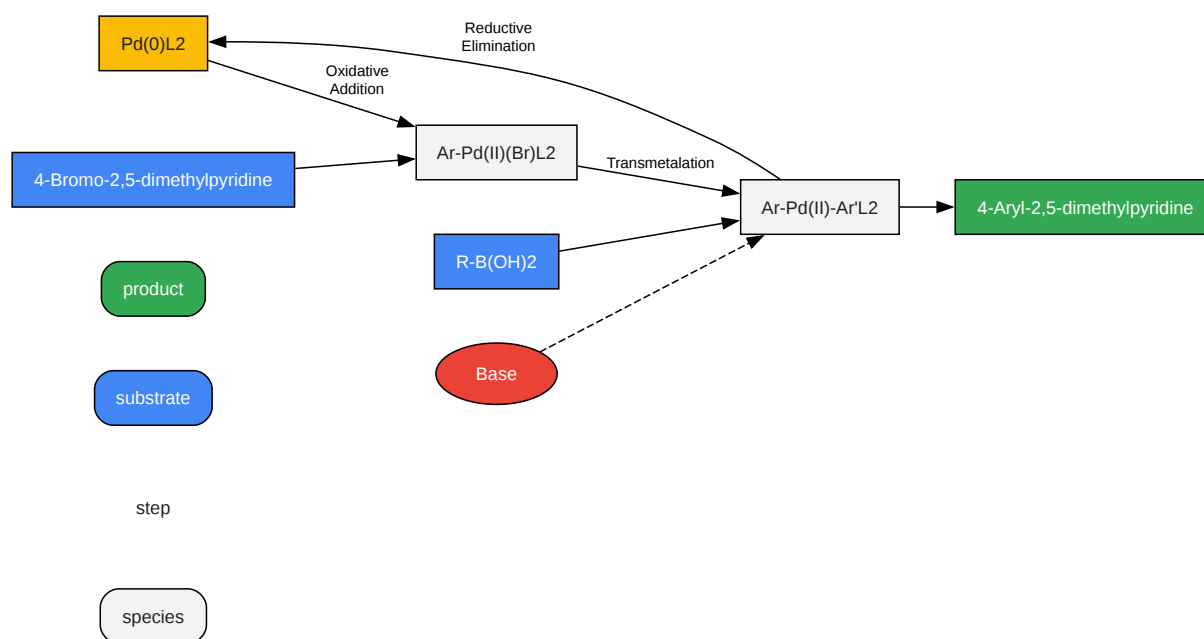 Pd(0)L2
Reductive
Elimination
Oxidative
Addition
Ar-Pd(II)(Br)L2
4-Bromo-2,5-dimethylpyridine
Transmetalation
Ar-Pd(II)-Ar'L2
4-Aryl-2,5-dimethylpyridine
R-B(OH)2
product
Base
substrate
step
species